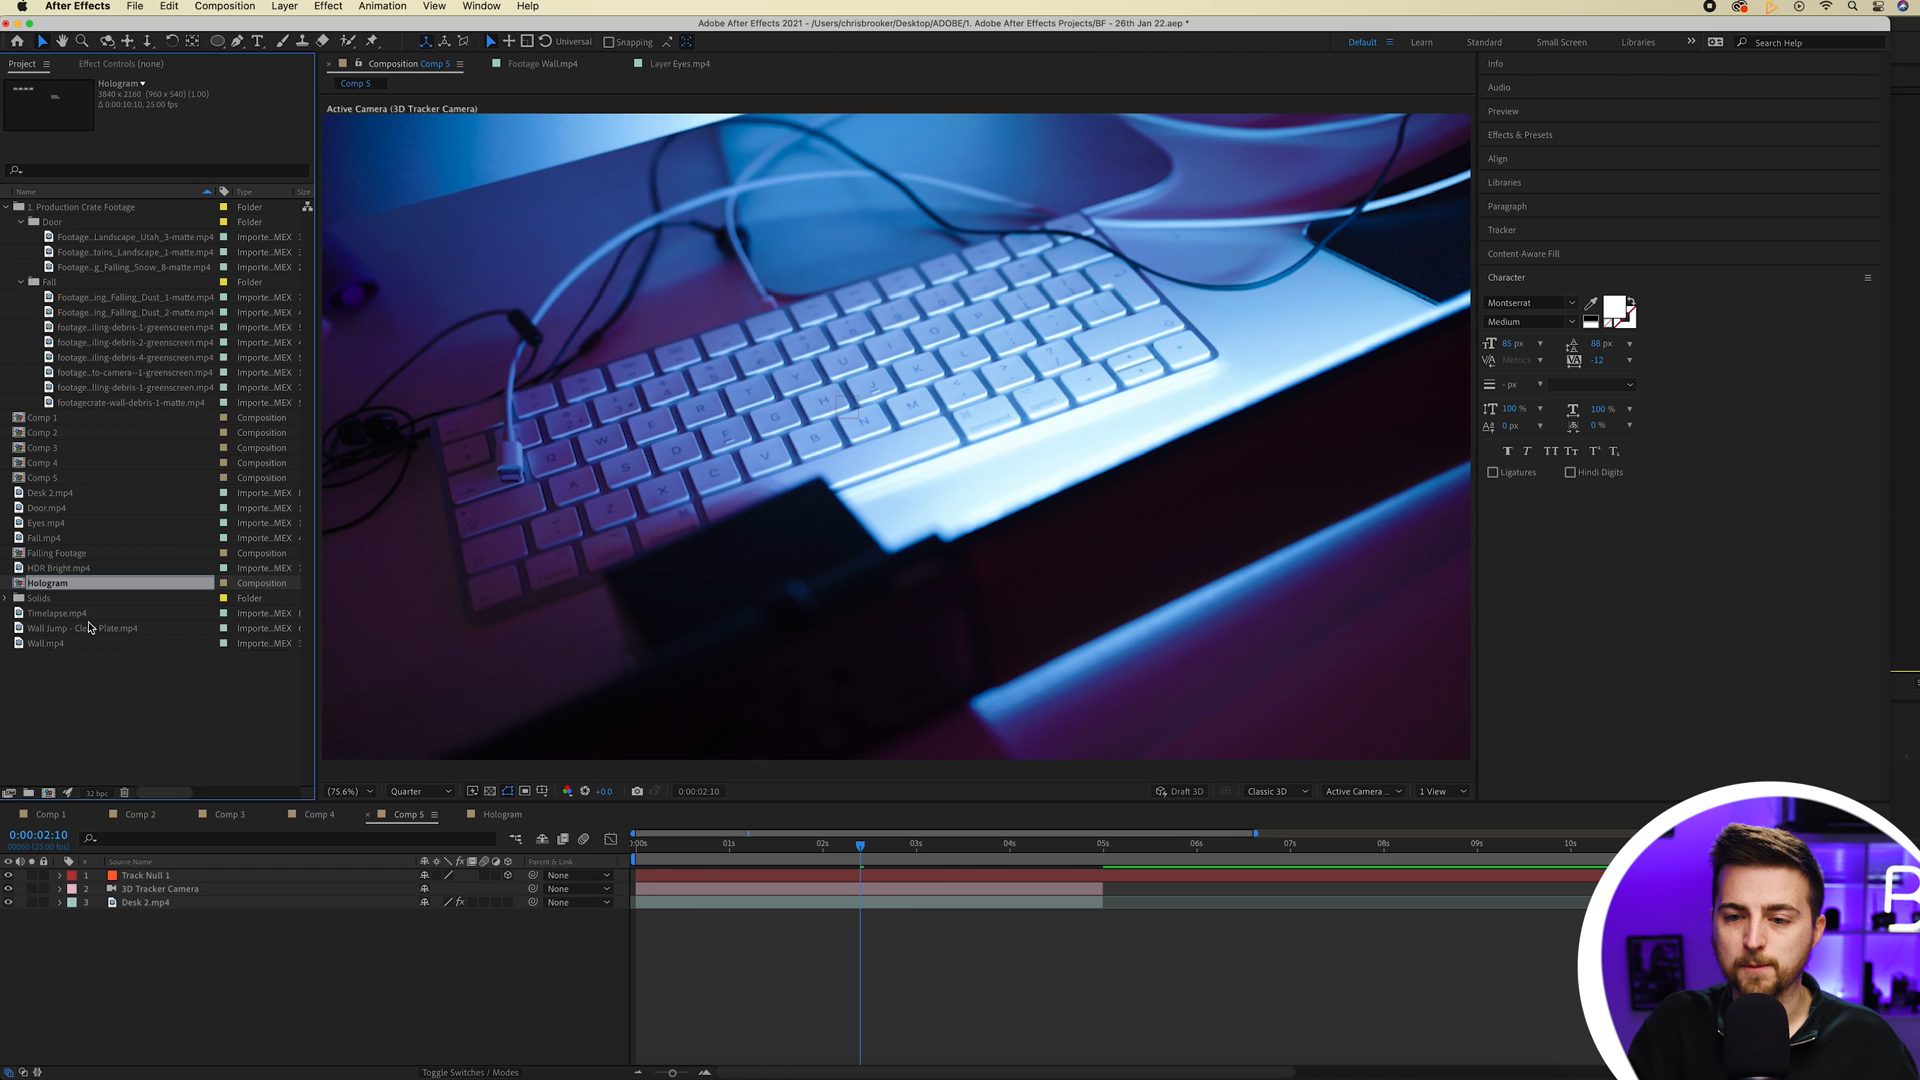 After Effects File Edit Composition Layer Effect Animation View Window Help
Adobe After Effects 2021 - /Users/chrisbrooker/Desktop/ADOBE/1. Adobe After Effects Projects/BF - 26th Jan 22.aep *
Universal Snapping Default Learn Standard Small Screen Libraries Search Help
Project Effect Controls (none) Composition Comp 5 Footage Wall.mp4 Layer Eyes.mp4 Info
Hologram
3840 x 2160 (960 x 540) (1.00)
Δ 0:00:10:10, 25.00 fps
Comp 5
Audio
Active Camera (3D Tracker Camera)
Preview
Effects & Presets
Align
Libraries
Paragraph
Tracker
Content-Aware Fill
Character
Montserrat
Medium
85 px 88 px
Metrics -12
- px
100 % 100 %
0 px 0 %
Ligatures Hindi Digits
Name Type Size
1. Production Crate Footage Folder
Door Folder
Footage...Landscape_Utah_3-matte.mp4 Importe...MEX
Footage...tains_Landscape_1-matte.mp4 Importe...MEX
Footage...g_Falling_Snow_8-matte.mp4 Importe...MEX
Fall Folder
Footage...ing_Falling_Dust_1-matte.mp4 Importe...MEX
Footage...ing_Falling_Dust_2-matte.mp4 Importe...MEX
footage...iling-debris-1-greenscreen.mp4 Importe...MEX
footage...iling-debris-2-greenscreen.mp4 Importe...MEX
footage...iling-debris-4-greenscreen.mp4 Importe...MEX
footage...to-camera--1-greenscreen.mp4 Importe...MEX
footage...lling-debris-1-greenscreen.mp4 Importe...MEX
footagecrate-wall-debris-1-matte.mp4 Importe...MEX
Comp 1 Composition
Comp 2 Composition
Comp 3 Composition
Comp 4 Composition
Comp 5 Composition
Desk 2.mp4 Importe...MEX
Door.mp4 Importe...MEX
Eyes.mp4 Importe...MEX
Fall.mp4 Importe...MEX
Falling Footage Composition
HDR Bright.mp4 Importe...MEX
Hologram Composition
Solids Folder
Timelapse.mp4 Importe...MEX
Wall Jump - Cle Plate.mp4 Importe...MEX
Wall.mp4 Importe...MEX
32 bpc (75.6%) Quarter +0.0 0:00:02:10 Draft 3D Classic 3D Active Camera ... 1 View
Comp 1 Comp 2 Comp 3 Comp 4 Comp 5 Hologram
0:00:02:10
00060 (25.00 fps)
:00s 01s 02s 03s 04s 05s 06s 07s 08s 09s 10s
# Source Name Parent & Link
1 Track Null 1 None
2 3D Tracker Camera None
3 Desk 2.mp4 None
Toggle Switches / Modes